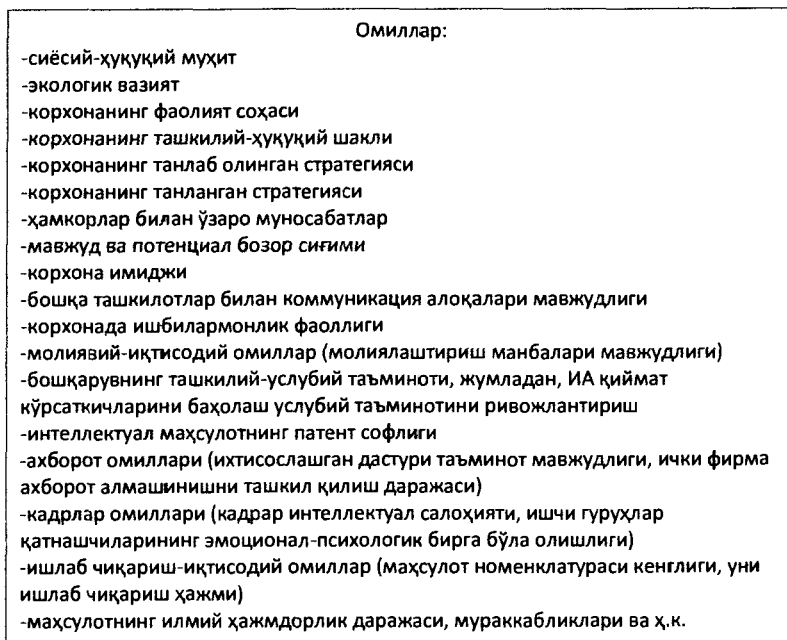 Омиллар:
-сиёсий-ҳуқуқий муҳит
-экологик вазият
-корхонанинг фаолият соҳаси
-корхонанинг ташкилий-ҳуқуқий шакли
-корхонанинг танлаб олинган стратегияси
-корхонанинг танланган стратегияси
-ҳамкорлар билан ўзаро муносабатлар
-мавжуд ва потенциал бозор сиғими
-корхона имиджи
-бошқа ташкилотлар билан коммуникация алоқалари мавжудлиги
-корхонада ишбилармонлик фаоллиги
-молиявий-иқтисодий омиллар (молиялаштириш манбалари мавжудлиги)
-бошқарувнинг ташкилий-услубий таъминоти, жумладан, ИА қиймат
кўрсаткичларини баҳолаш услубий таъминотини ривожлантириш
-интеллектуал маҳсулотнинг патент софлиги
-ахборот омиллари (ихтисослашган дастури таъминот мавжудлиги, ички фирма
ахборот алмашинишни ташкил қилиш даражаси)
-кадрлар омиллари (кадрар интеллектуал салоҳияти, ишчи гуруҳлар
қатнашчиларининг эмоционал-психологик бирга бўла олишлиги)
-ишлаб чиқариш-иқтисодий омиллар (маҳсулот номенклатураси кенглиги, уни
ишлаб чиқариш ҳажми)
-маҳсулотнинг илмий ҳажмдорлик даражаси, мураккабликлари ва ҳ.к.